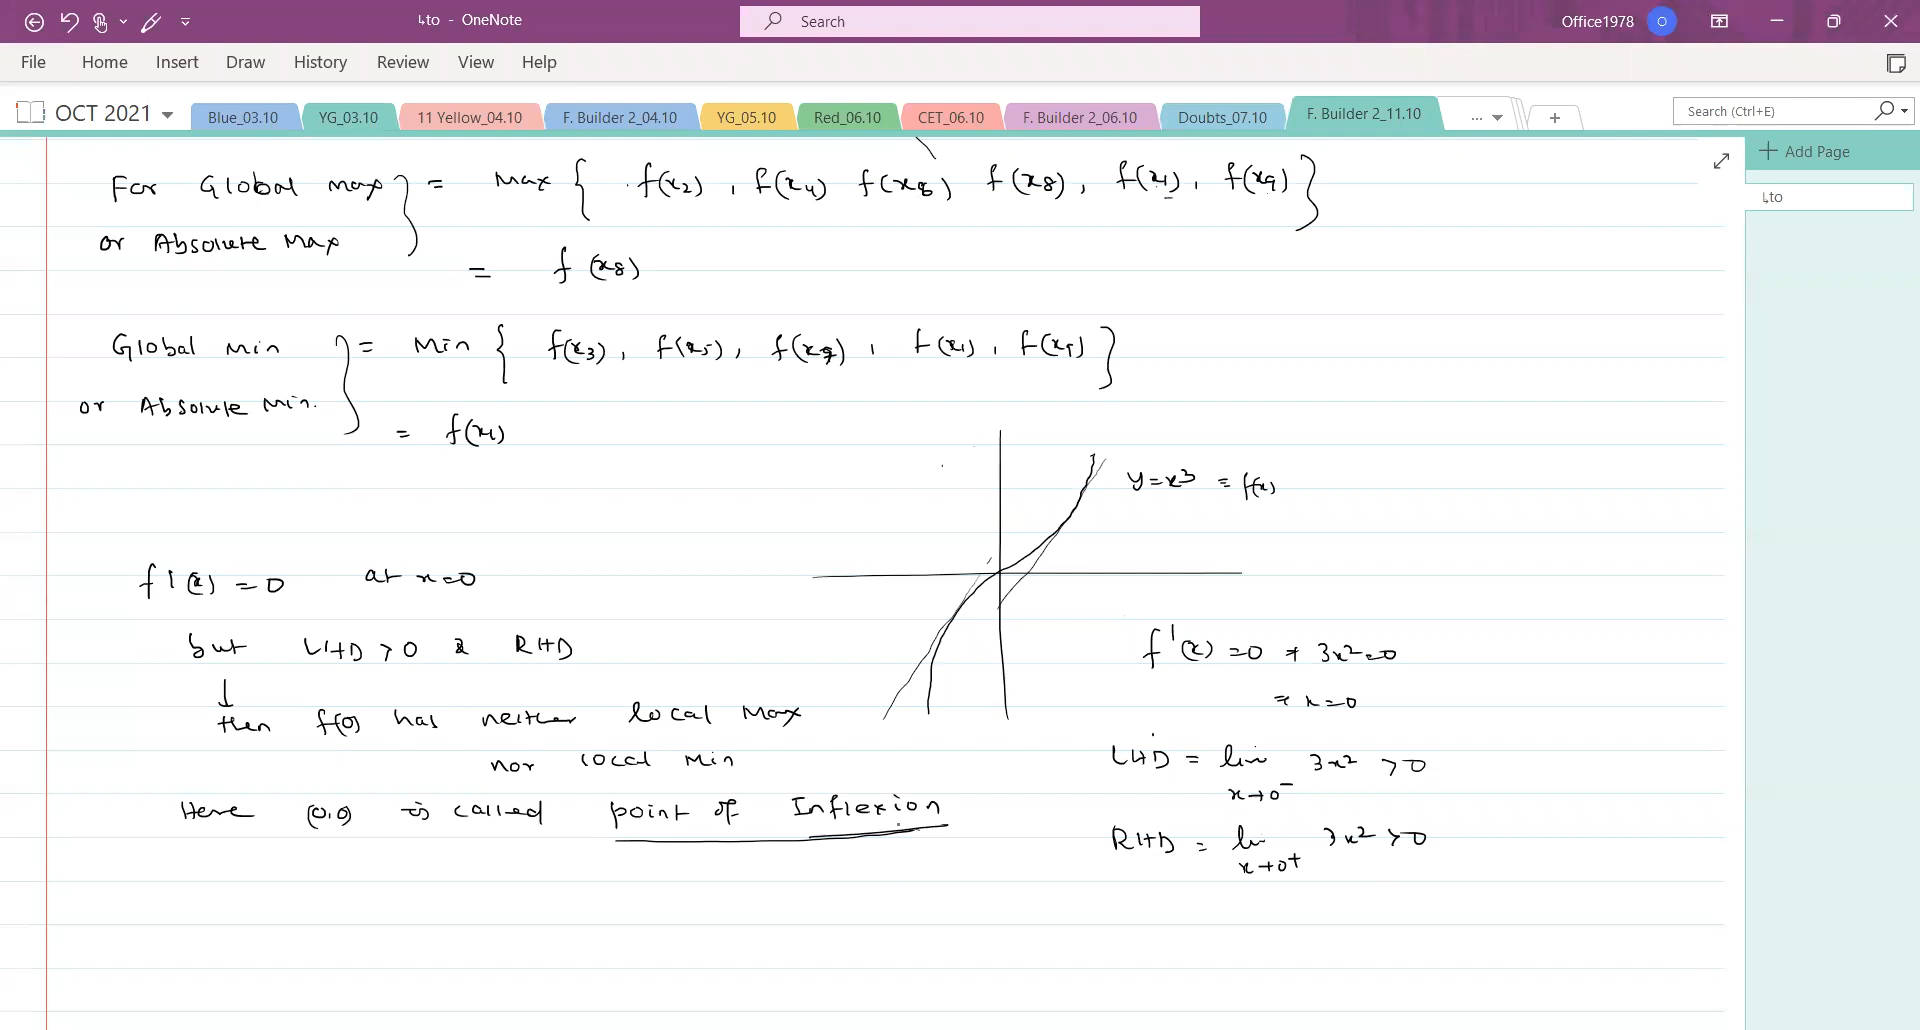 ↳to - OneNote
Search
Office1978
O
File Home Insert Draw History Review View Help
OCT 2021
Blue_03.10 YG_03.10 11 Yellow_04.10 F. Builder 2_04.10 YG_05.10 Red_06.10 CET_06.10 F. Builder 2_06.10 Doubts_07.10 F. Builder 2_11.10 ... +
Search (Ctrl+E)
Add Page
↳to
For Global max } = Max { f(x2), f(x4) f(x6) f(x8), f(x1), f(x9) }
or Absolute Max
= f(x8)
Global Min } = Min { f(x3), f(x5), f(x7), f(x1), f(x9) }
or Absolute Min.
= f(x1)
y=x3 = f(x)
f'(x) = 0 at x=0
but LHD > 0 & RHD
↓
then f(0) has neither local Max
nor local Min
Here (0,0) is called point of Inflexion
f'(x) = 0 ⇒ 3x2=0
⇒ x=0
LHD = lim 3x2 > 0
x→0-
RHD = lim 3x2 > 0
x→0+